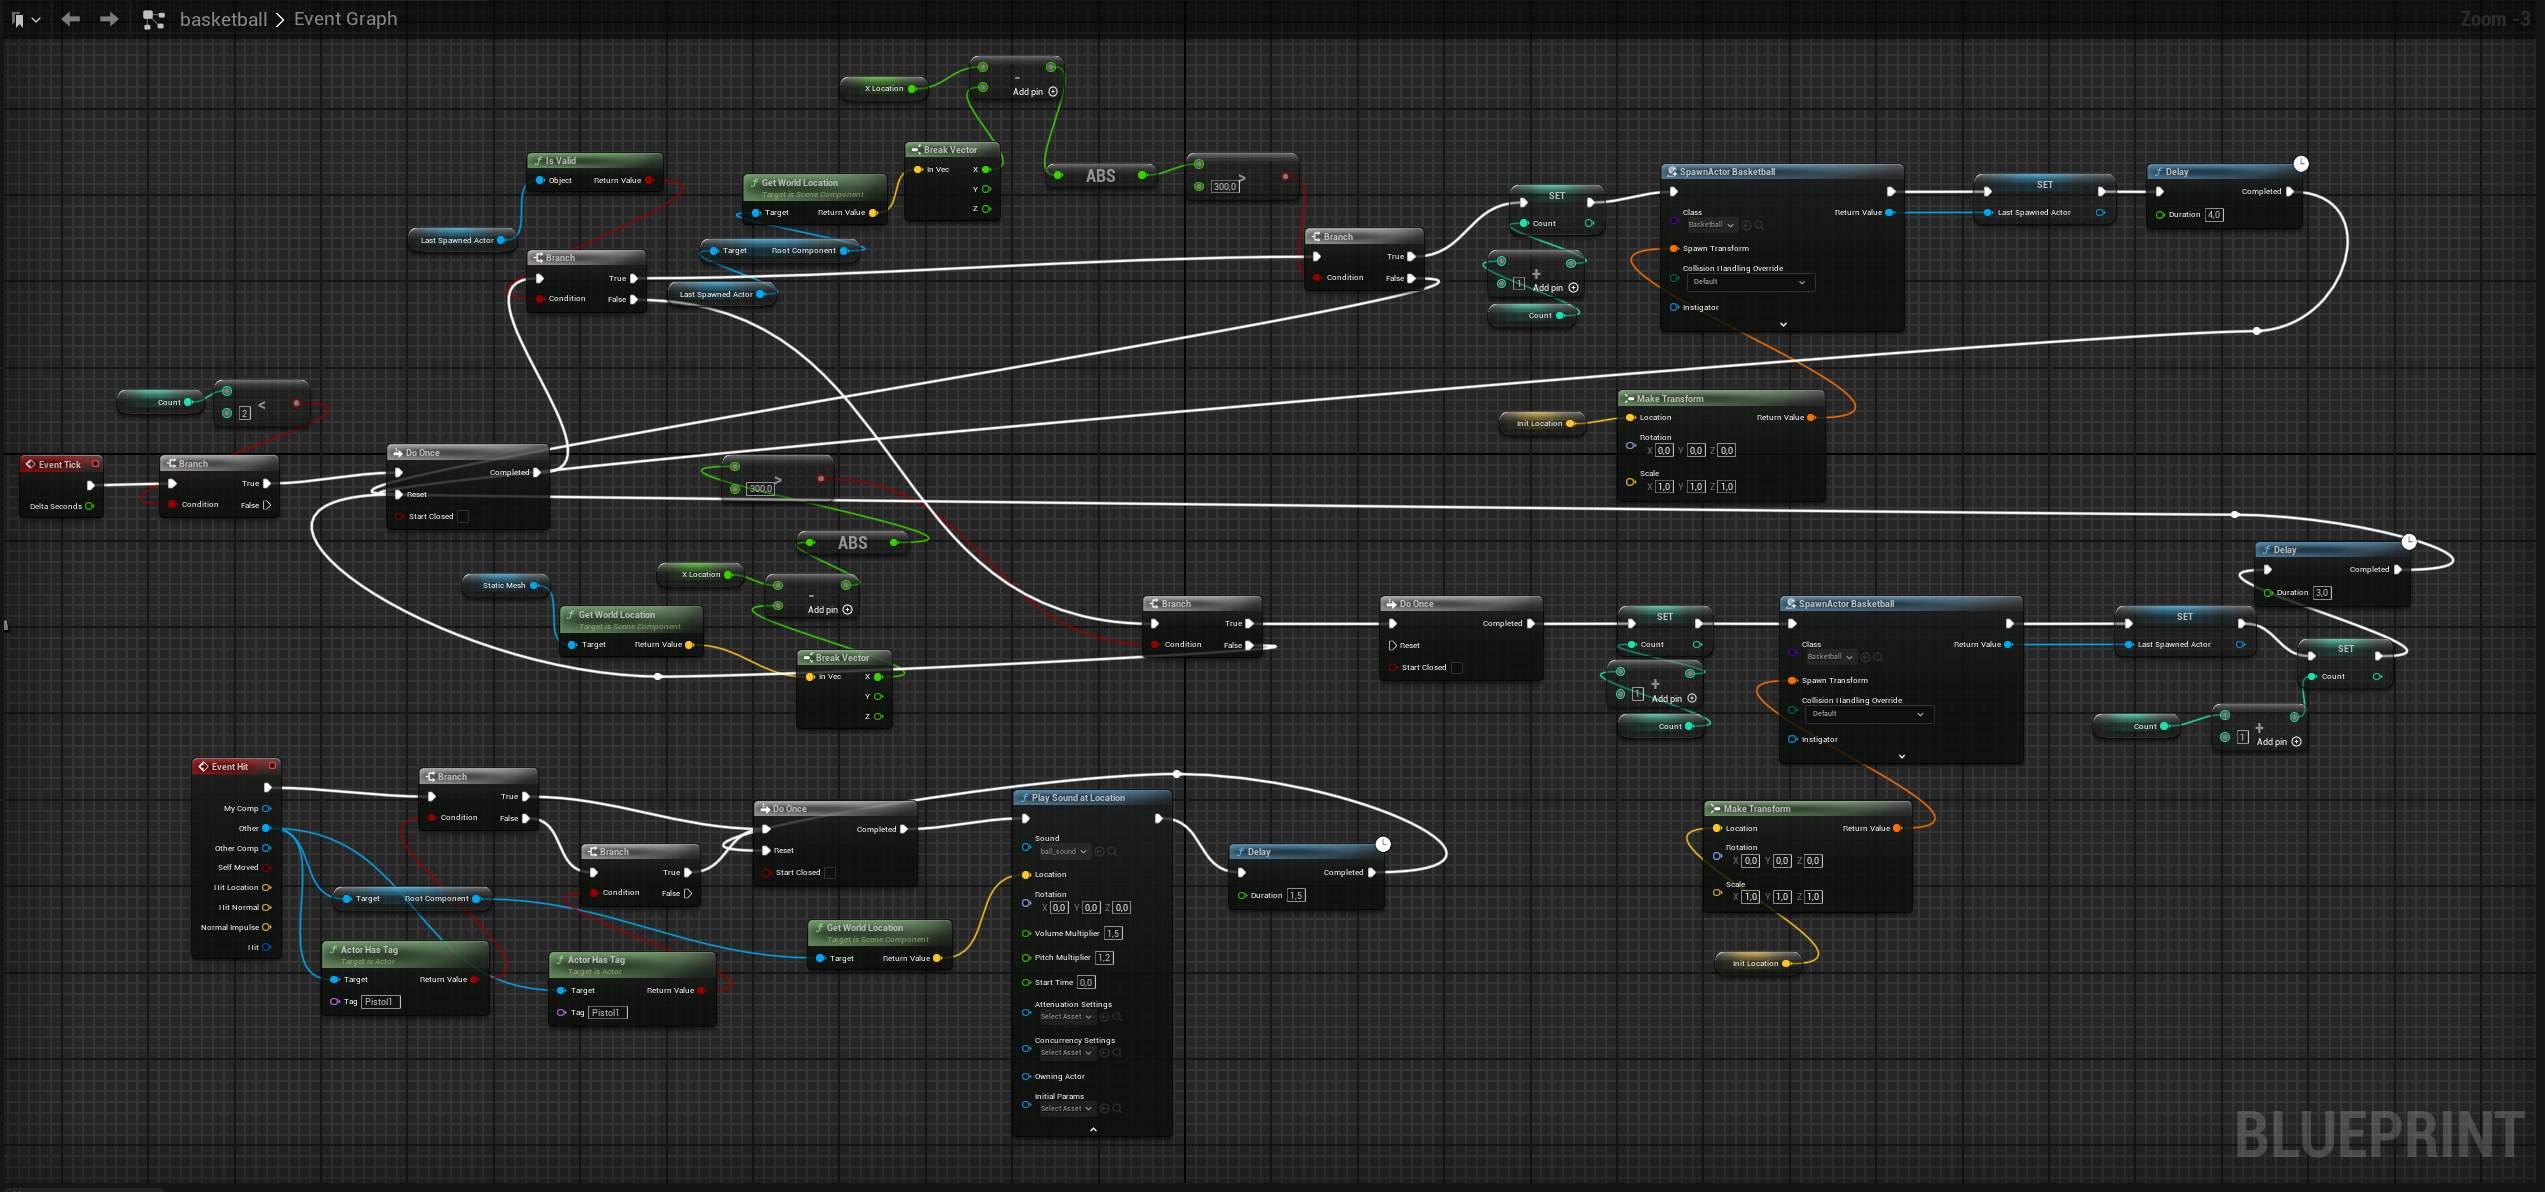 basketball > Event Graph
Zoom -3
X Location
-
Add pin
Is Valid
Object
Return Value
Get World Location
Target is Scene Component
Target
Return Value
Break Vector
In Vec
X
Y
Z
ABS
300,0
>
Last Spawned Actor
Target
Root Component
Branch
True
Condition
False
Last Spawned Actor
Branch
True
Condition
False
SET
Count
+
1
Add pin
Count
SpawnActor Basketball
Class
Basketball
Return Value
Spawn Transform
Collision Handling Override
Default
Instigator
SET
Last Spawned Actor
Delay
Completed
Duration
4,0
Count
2
<
Make Transform
Init Location
Location
Return Value
Rotation
X 0,0 Y 0,0 Z 0,0
Scale
X 1,0 Y 1,0 Z 1,0
Event Tick
Delta Seconds
Branch
True
Condition
False
Do Once
Completed
Reset
Start Closed
300,0
>
ABS
X Location
-
Add pin
Static Mesh
Get World Location
Target is Scene Component
Target
Return Value
Break Vector
In Vec
X
Y
Z
Branch
True
Condition
False
Do Once
Completed
Reset
Start Closed
SET
Count
+
1
Add pin
Count
SpawnActor Basketball
Class
Basketball
Return Value
Spawn Transform
Collision Handling Override
Default
Instigator
SET
Last Spawned Actor
Delay
Completed
Duration
3,0
SET
Count
Count
+
1
Add pin
Event Hit
My Comp
Other
Other Comp
Self Moved
Hit Location
Hit Normal
Normal Impulse
Hit
Branch
True
Condition
False
Branch
True
Condition
False
Target
Root Component
Actor Has Tag
Target is Actor
Target
Return Value
Tag
Pistol1
Actor Has Tag
Target is Actor
Target
Return Value
Tag
Pistol1
Do Once
Completed
Reset
Start Closed
Get World Location
Target is Scene Component
Target
Return Value
Play Sound at Location
Sound
ball_sound
Location
Rotation
X 0,0 Y 0,0 Z 0,0
Volume Multiplier 1,5
Pitch Multiplier 1,2
Start Time 0,0
Attenuation Settings
Select Asset
Concurrency Settings
Select Asset
Owning Actor
Initial Params
Select Asset
Delay
Completed
Duration
1,5
Make Transform
Location
Return Value
Rotation
X 0,0 Y 0,0 Z 0,0
Scale
X 1,0 Y 1,0 Z 1,0
Init Location
BLUEPRINT